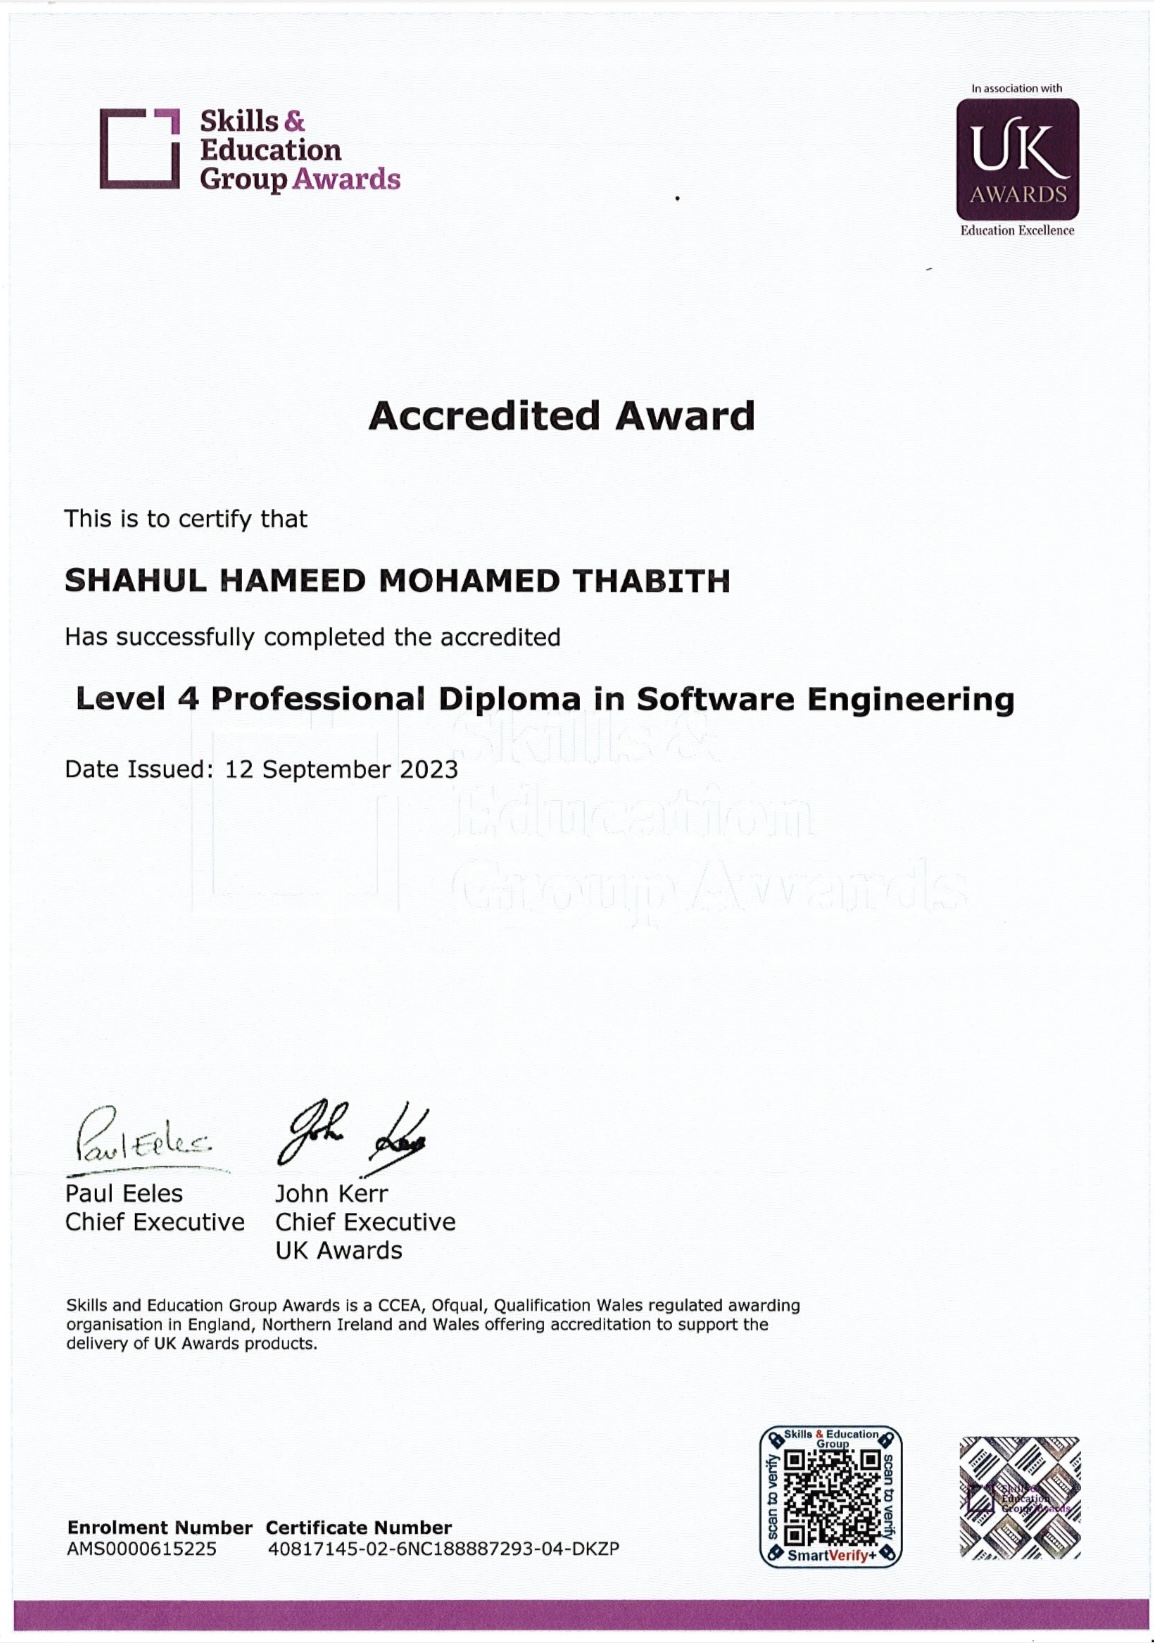 Skills &
Education
Group Awards
In association with
UK
AWARDS
Education Excellence
Accredited Award
This is to certify that
SHAHUL HAMEED MOHAMED THABITH
Has successfully completed the accredited
Level 4 Professional Diploma in Software Engineering
Date Issued: 12 September 2023
Skills &
Education
Group Awards
Paul Eeles
John Kerr
Paul Eeles
Chief Executive
John Kerr
Chief Executive
UK Awards
Skills and Education Group Awards is a CCEA, Ofqual, Qualification Wales regulated awarding
organisation in England, Northern Ireland and Wales offering accreditation to support the
delivery of UK Awards products.
Skills & Education
Group
scan to verify
scan to verify
SmartVerify+
Skills &
Education
Group Awards
Enrolment Number Certificate Number
AMS0000615225 40817145-02-6NC188887293-04-DKZP